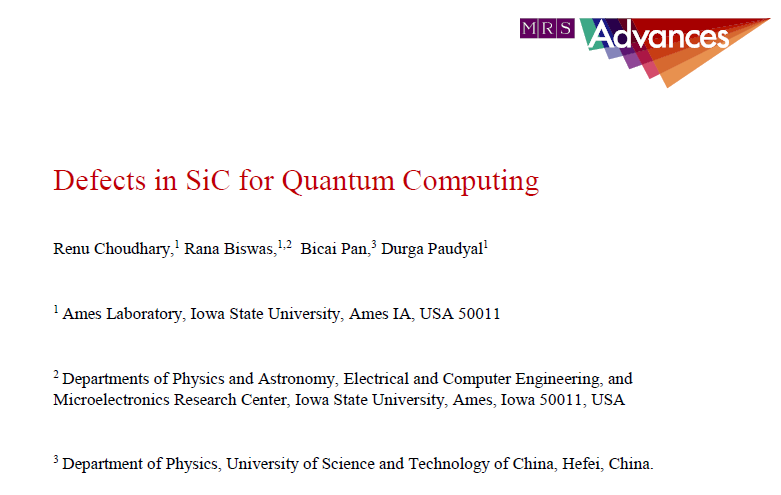 MRS Advances
Defects in SiC for Quantum Computing
Renu Choudhary,1 Rana Biswas,1,2 Bicai Pan,3 Durga Paudyal1
1 Ames Laboratory, Iowa State University, Ames IA, USA 50011
2 Departments of Physics and Astronomy, Electrical and Computer Engineering, and
Microelectronics Research Center, Iowa State University, Ames, Iowa 50011, USA
3 Department of Physics, University of Science and Technology of China, Hefei, China.